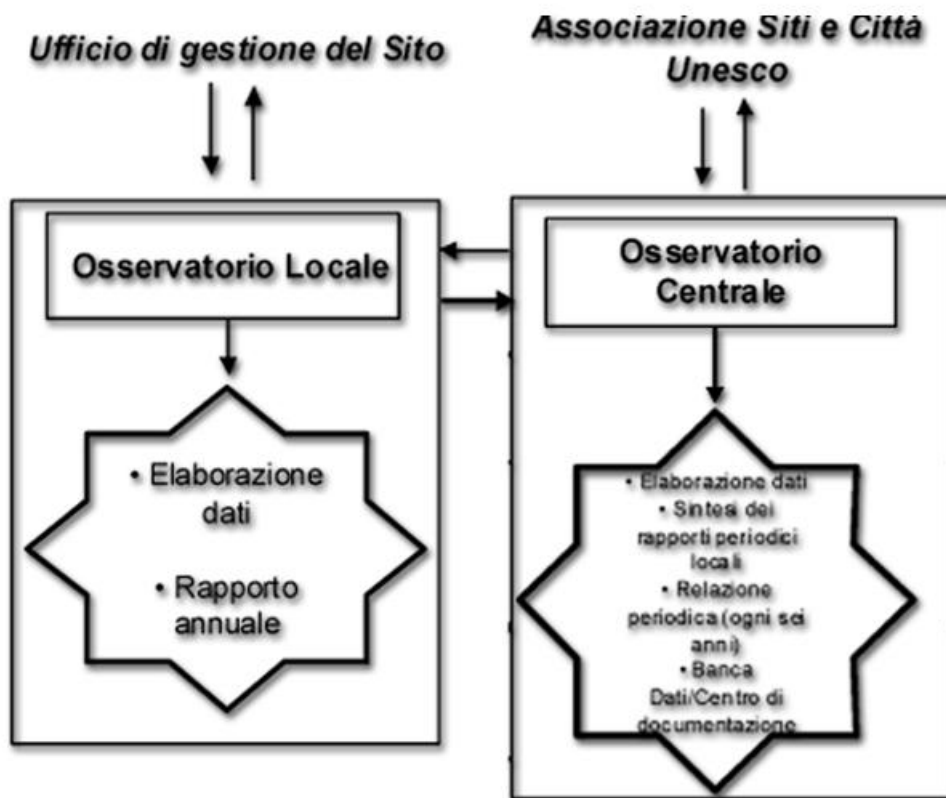 Ufficio di gestione del Sito
Associazione Siti e Città
Unesco
Osservatorio Locale
• Elaborazione
dati
• Rapporto
annuale
Osservatorio
Centrale
• Elaborazione dati
• Sintesi dei
rapporti periodici
locali
• Relazione
periodica (ogni sei
anni)
• Banca
Dati/Centro di
documentazione